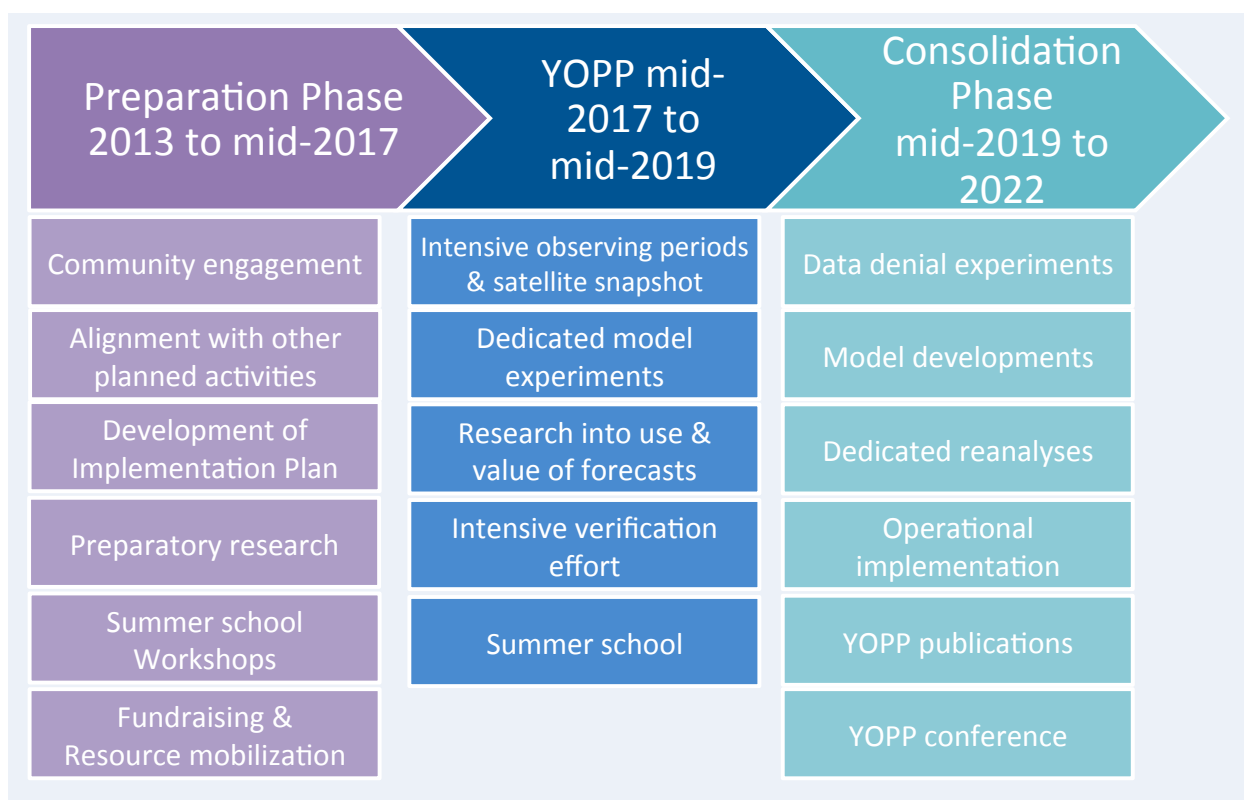 Preparation Phase
2013 to mid-2017
YOPP mid-
2017 to
mid-2019
Consolidation
Phase
mid-2019 to
2022
Community engagement
Alignment with other
planned activities
Development of
Implementation Plan
Preparatory research
Summer school
Workshops
Fundraising &
Resource mobilization
Intensive observing periods
& satellite snapshot
Dedicated model
experiments
Research into use &
value of forecasts
Intensive verification
effort
Summer school
Data denial experiments
Model developments
Dedicated reanalyses
Operational
implementation
YOPP publications
YOPP conference